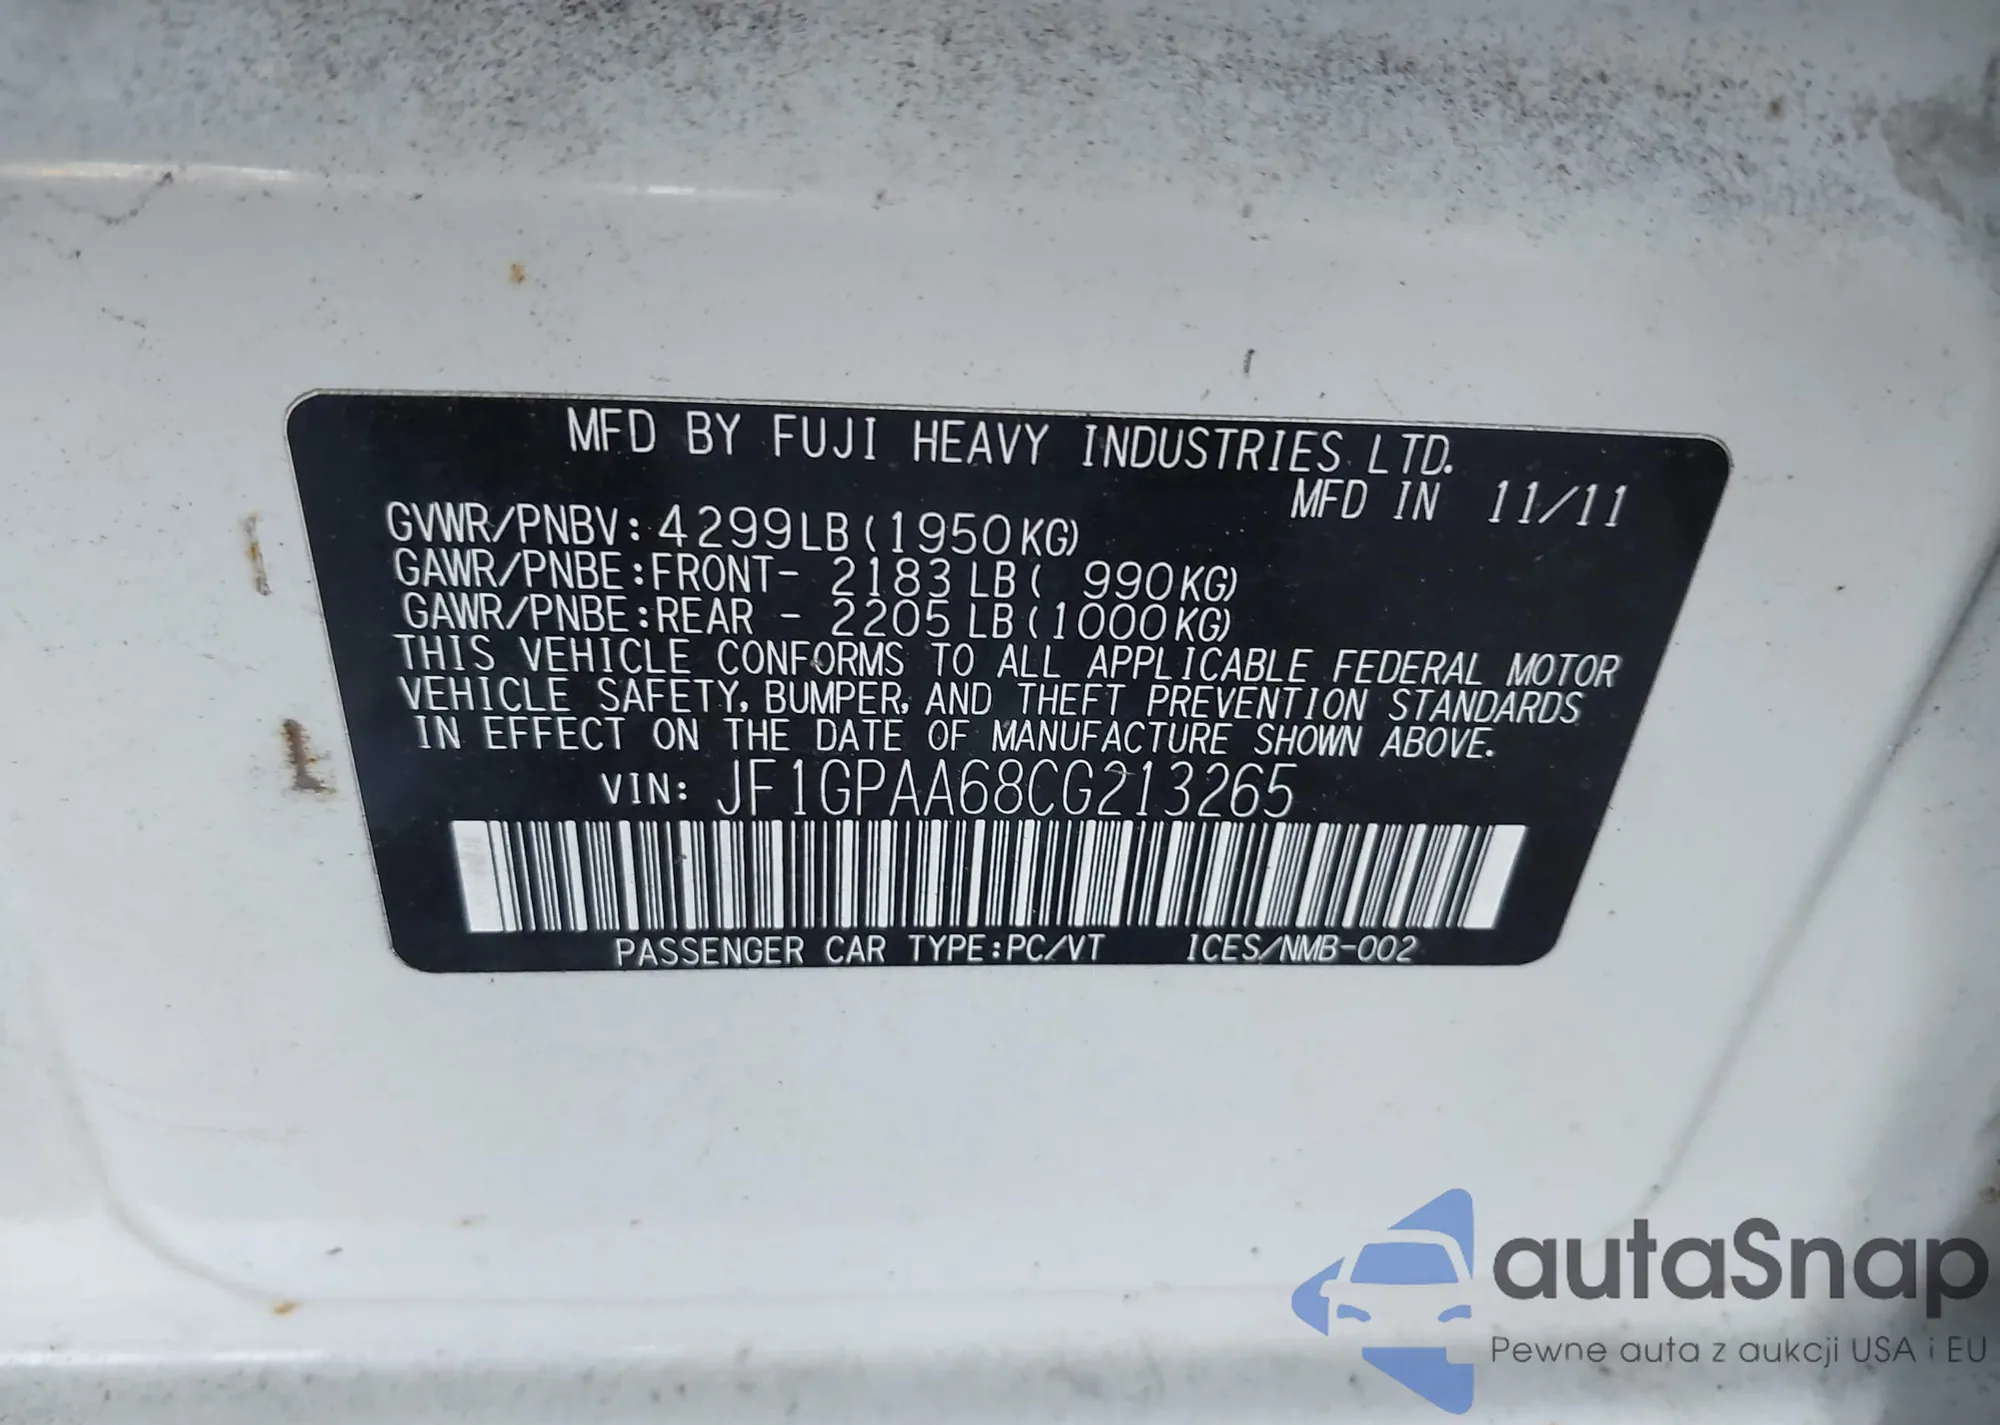 MFD BY FUJI HEAVY INDUSTRIES LTD.
MFD IN 11/11
GVWR/PNBV: 4299LB (1950KG)
GAWR/PNBE:FRONT- 2183 LB ( 990KG)
GAWR/PNBE:REAR - 2205 LB (1000KG)
THIS VEHICLE CONFORMS TO ALL APPLICABLE FEDERAL MOTOR
VEHICLE SAFETY, BUMPER, AND THEFT PREVENTION STANDARDS
IN EFFECT ON THE DATE OF MANUFACTURE SHOWN ABOVE.
VIN: JF1GPAA68CG213265
PASSENGER CAR TYPE:PC/VT ICES/NMB-002
autaSnap
Pewne auta z aukcji USA i EU